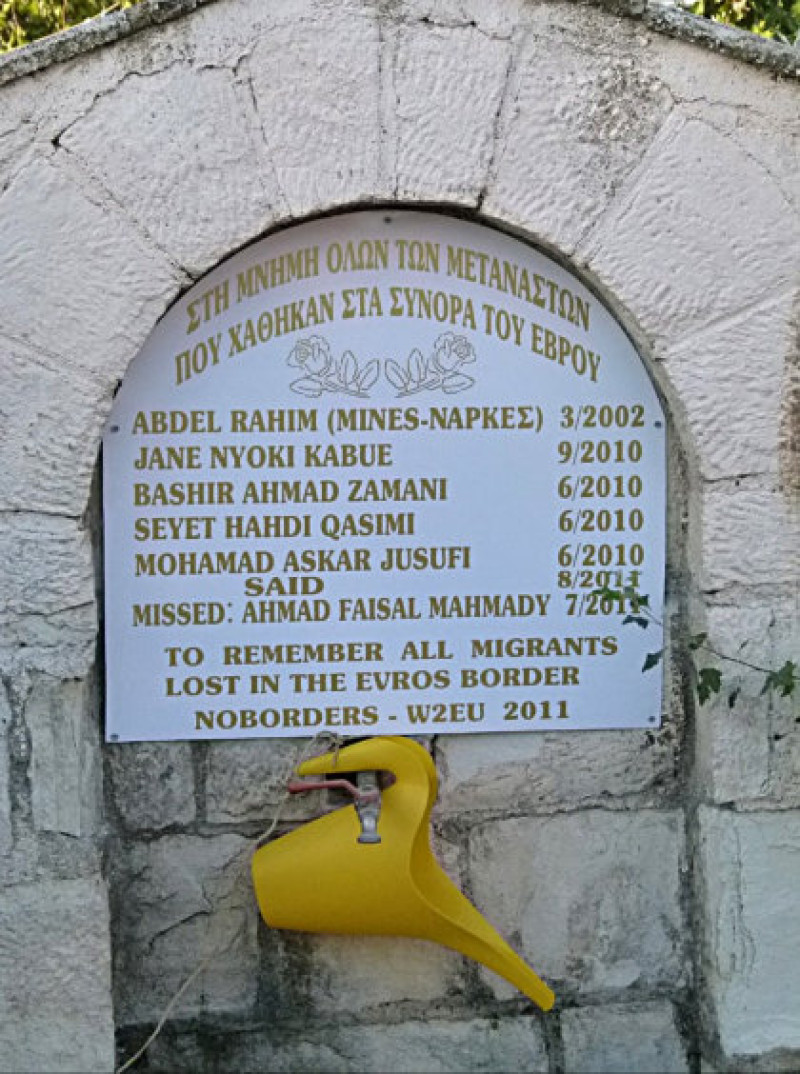 ΣΤΗ ΜΝΗΜΗ ΟΛΩΝ ΤΩΝ ΜΕΤΑΝΑΣΤΩΝ
ΠΟΥ ΧΑΘΗΚΑΝ ΣΤΑ ΣΥΝΟΡΑ ΤΟΥ ΕΒΡΟΥ
ABDEL RAHIM (MINES-ΝΑΡΚΕΣ) 3/2002
JANE NYOKI KABUE 9/2010
BASHIR AHMAD ZAMANI 6/2010
SEYET HAHDI QASIMI 6/2010
MOHAMAD ASKAR JUSUFI 6/2010
SAID 8/2011
MISSED: AHMAD FAISAL MAHMADY 7/2011
TO REMEMBER ALL MIGRANTS
LOST IN THE EVROS BORDER
NOBORDERS - W2EU 2011